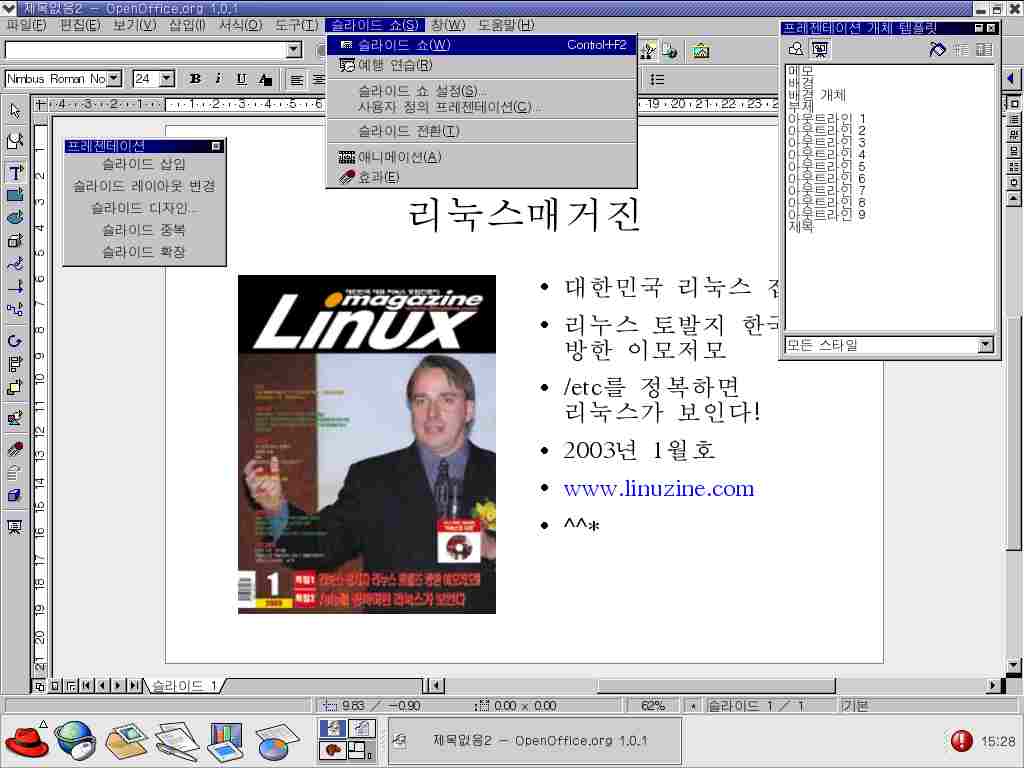 제목없음2 - OpenOffice.org 1.0.1
파일(F) 편집(E) 보기(V) 삽입(I) 서식(O) 도구(T) 슬라이드 쇼(S) 창(W) 도움말(H)
슬라이드 쇼(W) Control+F2
예행 연습(R)
슬라이드 쇼 설정(S)...
사용자 정의 프레젠테이션(C)...
슬라이드 전환(T)
애니메이션(A)
효과(E)
Nimbus Roman No 24 B i U A
프레젠테이션
슬라이드 삽입
슬라이드 레이아웃 변경
슬라이드 디자인...
슬라이드 중복
슬라이드 확장
프레젠테이션 개체 템플릿
메모
배경
배경 개체
부제
아웃트라인 1
아웃트라인 2
아웃트라인 3
아웃트라인 4
아웃트라인 5
아웃트라인 6
아웃트라인 7
아웃트라인 8
아웃트라인 9
제목
모든 스타일
리눅스매거진
Linux magazine
1
2003
특집1
특집2
/etc를 정복하면 리눅스가 보인다
• 대한민국 리눅스
• 리누스 토발지 한국
방한 이모저모
• /etc를 정복하면
리눅스가 보인다!
• 2003년 1월호
• www.linuzine.com
• ^^*
슬라이드 1
9.83 / -0.90 0.00 x 0.00 62% * 슬라이드 1 / 1 기본
제목없음2 - OpenOffice.org 1.0.1
15:28